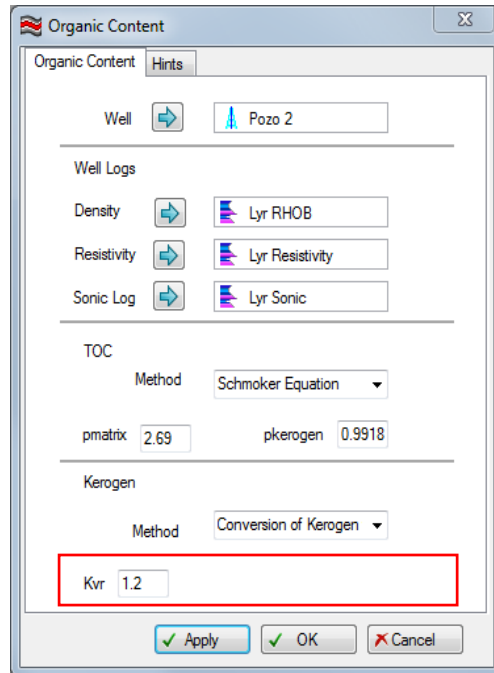 Organic Content
Organic Content Hints
Well Pozo 2
Well Logs
Density Lyr RHOB
Resistivity Lyr Resistivity
Sonic Log Lyr Sonic
TOC
Method Schmoker Equation
pmatrix 2.69 pkerogen 0.9918
Kerogen
Method Conversion of Kerogen
Kvr 1.2
Apply OK Cancel